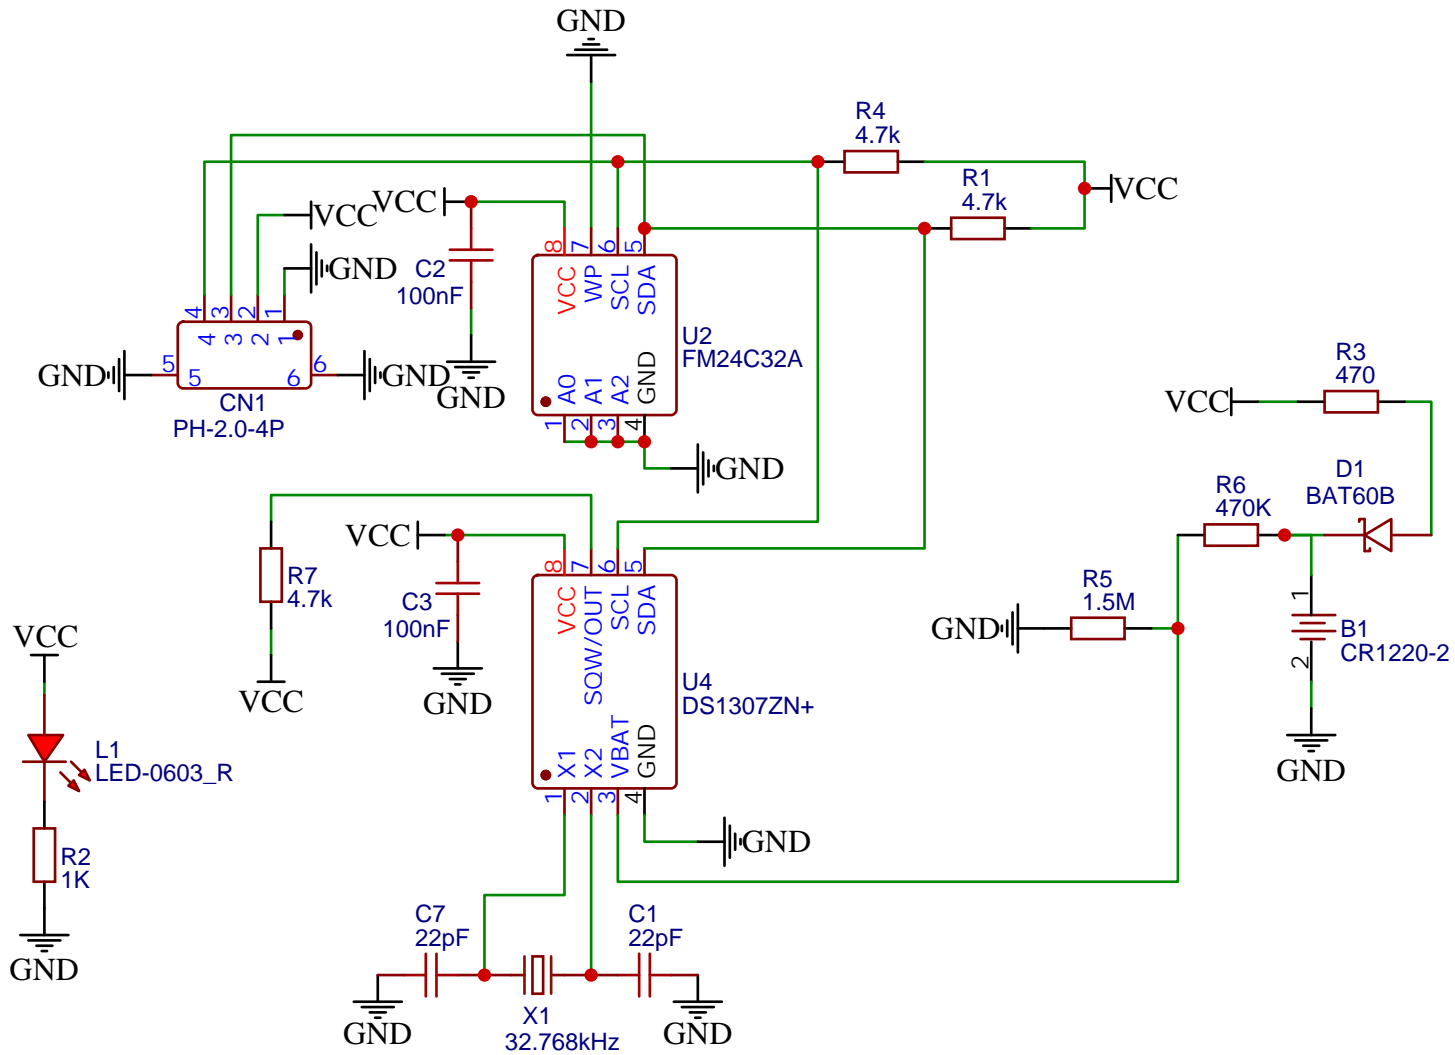 GND
R4
4.7k
R1
4.7k
VCC
VCC
VCC
GND
C2
100nF
GND
8
7
6
5
VCC
WP
SCL
SDA
U2
FM24C32A
A0
A1
A2
GND
1
2
3
4
GND
4
3
2
1
4
3
2
1
GND
5
5
6
6
GND
CN1
PH-2.0-4P
R3
470
VCC
D1
BAT60B
R6
470K
R5
1.5M
GND
1
2
B1
CR1220-2
GND
VCC
R7
4.7k
VCC
C3
100nF
GND
8
7
6
5
VCC
SQW/OUT
SCL
SDA
U4
DS1307ZN+
X1
X2
VBAT
GND
1
2
3
4
GND
VCC
L1
LED-0603_R
R2
1K
GND
C7
22pF
C1
22pF
GND
X1
32.768kHz
GND